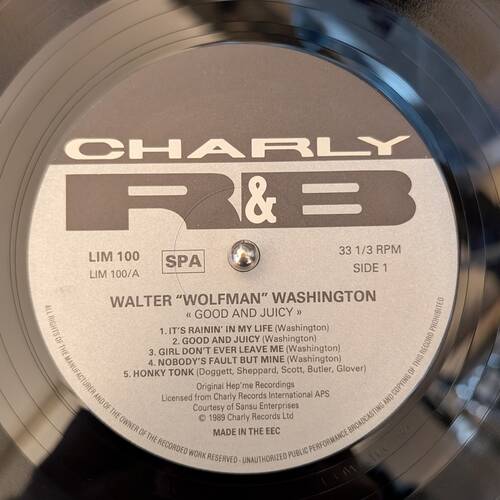 CHARLY
R&B
LIM 100
LIM 100/A
SPA
33 1/3 RPM
SIDE 1
WALTER “WOLFMAN” WASHINGTON
« GOOD AND JUICY »
1. IT'S RAININ' IN MY LIFE (Washington)
2. GOOD AND JUICY (Washington)
3. GIRL DON'T EVER LEAVE ME (Washington)
4. NOBODY'S FAULT BUT MINE (Washington)
5. HONKY TONK (Doggett, Sheppard, Scott, Butler, Glover)
Original Hep'me Recordings
Licensed from Charly Records International APS
Courtesy of Sansu Enterprises
© 1989 Charly Records Ltd
MADE IN THE EEC
ALL RIGHTS OF THE MANUFACTURER AND OF THE OWNER OF THE RECORDED WORK RESERVED - UNAUTHORIZED PUBLIC PERFORMANCE BROADCASTING AND COPYING OF THIS RECORD PROHIBITED